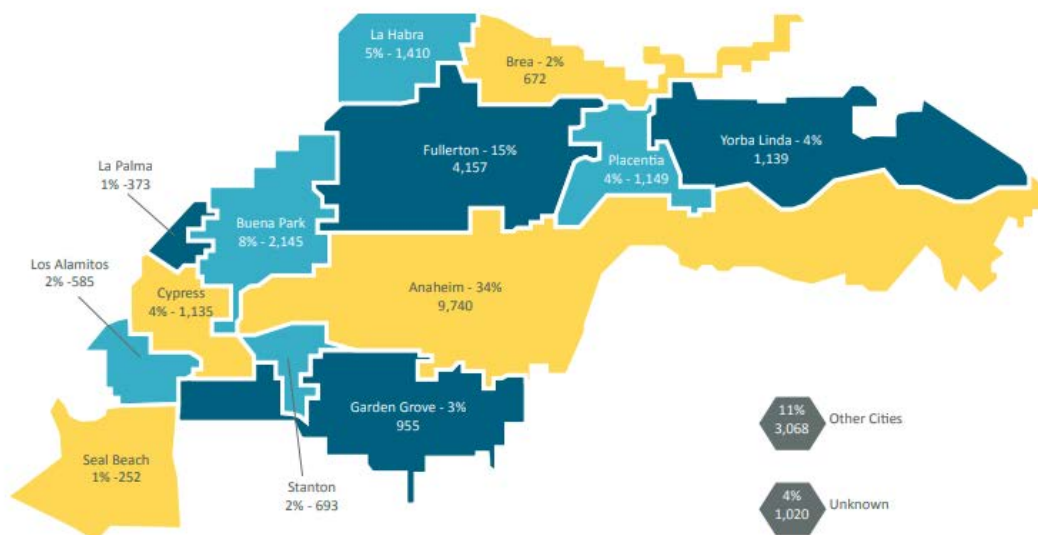 La Habra
5% - 1,410
Brea - 2%
672
Fullerton - 15%
4,157
Placentia
4% - 1,149
Yorba Linda - 4%
1,139
La Palma
1% -373
Buena Park
8% - 2,145
Los Alamitos
2% -585
Cypress
4% - 1,135
Anaheim - 34%
9,740
Garden Grove - 3%
955
Seal Beach
1% -252
Stanton
2% - 693
11%
3,068
Other Cities
4%
1,020
Unknown